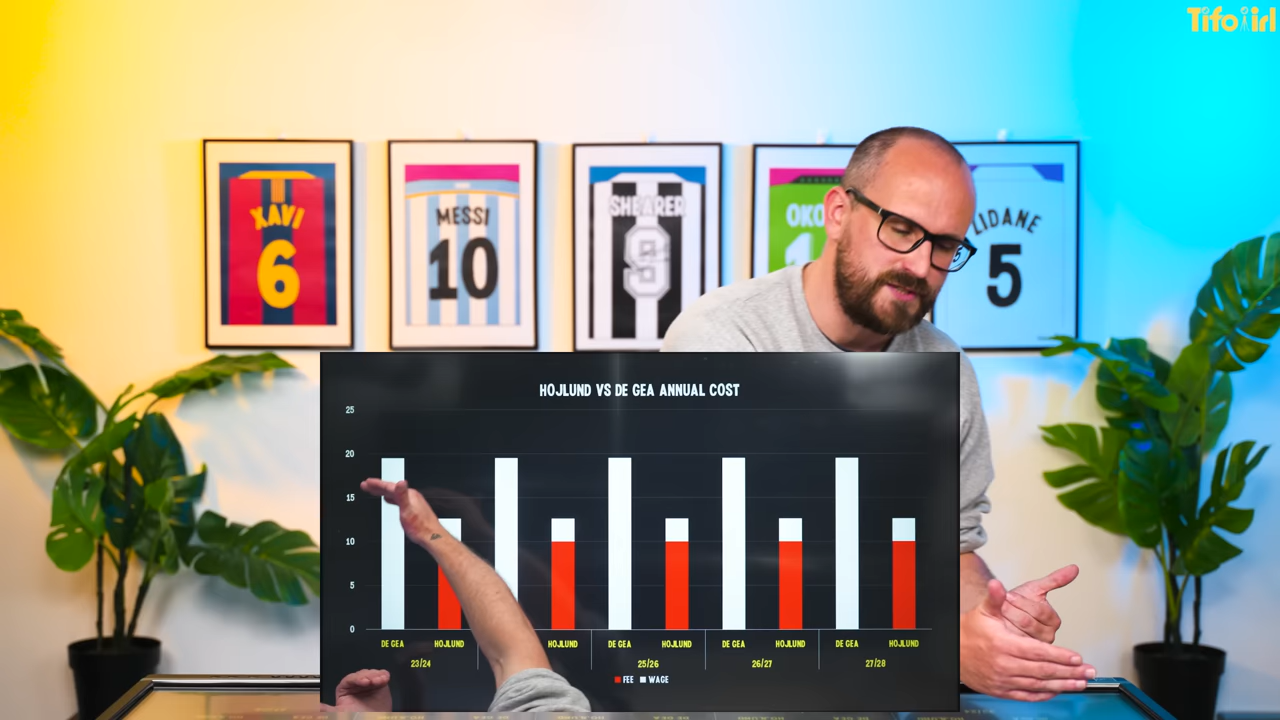 Tifo irl
XAVI
6
MESSI
10
SHEARER
9
OKO
ZIDANE
5
HOJLUND VS DE GEA ANNUAL COST
25
20
15
10
5
0
DE GEA HOJLUND HOJLUND DE GEA HOJLUND DE GEA HOJLUND DE GEA HOJLUND
23/24 25/26 26/27 27/28
FEE WAGE